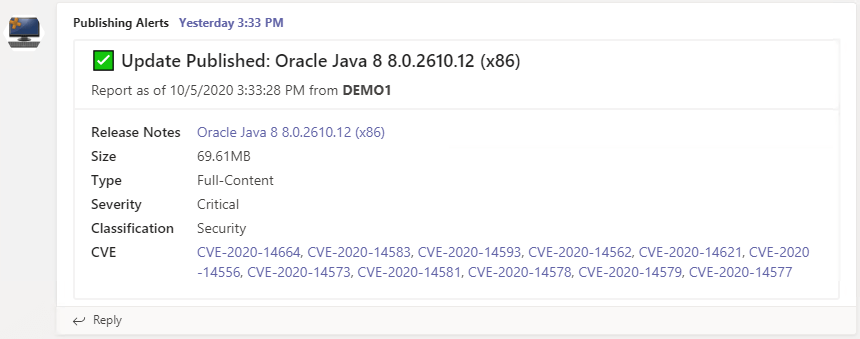 Publishing Alerts Yesterday 3:33 PM
Update Published: Oracle Java 8 8.0.2610.12 (x86)
Report as of 10/5/2020 3:33:28 PM from DEMO1
Release Notes Oracle Java 8 8.0.2610.12 (x86)
Size 69.61MB
Type Full-Content
Severity Critical
Classification Security
CVE CVE-2020-14664, CVE-2020-14583, CVE-2020-14593, CVE-2020-14562, CVE-2020-14621, CVE-2020
-14556, CVE-2020-14573, CVE-2020-14581, CVE-2020-14578, CVE-2020-14579, CVE-2020-14577
Reply